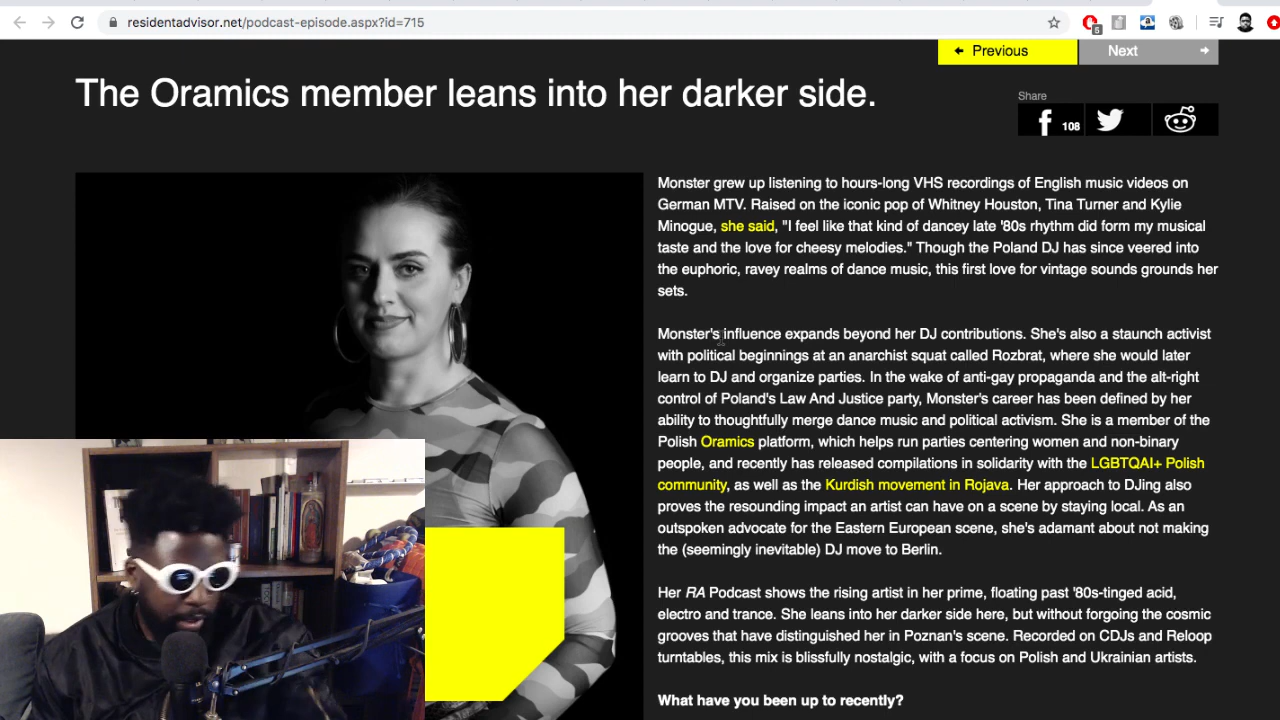 residentadvisor.net/podcast-episode.aspx?id=715
5
Previous
Next
The Oramics member leans into her darker side.
Share
108
Monster grew up listening to hours-long VHS recordings of English music videos on
German MTV. Raised on the iconic pop of Whitney Houston, Tina Turner and Kylie
Minogue, she said, "I feel like that kind of dancey late '80s rhythm did form my musical
taste and the love for cheesy melodies." Though the Poland DJ has since veered into
the euphoric, ravey realms of dance music, this first love for vintage sounds grounds her
sets.
Monster's influence expands beyond her DJ contributions. She's also a staunch activist
with political beginnings at an anarchist squat called Rozbrat, where she would later
learn to DJ and organize parties. In the wake of anti-gay propaganda and the alt-right
control of Poland's Law And Justice party, Monster's career has been defined by her
ability to thoughtfully merge dance music and political activism. She is a member of the
Polish Oramics platform, which helps run parties centering women and non-binary
people, and recently has released compilations in solidarity with the LGBTQAI+ Polish
community, as well as the Kurdish movement in Rojava. Her approach to DJing also
proves the resounding impact an artist can have on a scene by staying local. As an
outspoken advocate for the Eastern European scene, she's adamant about not making
the (seemingly inevitable) DJ move to Berlin.
Her RA Podcast shows the rising artist in her prime, floating past '80s-tinged acid,
electro and trance. She leans into her darker side here, but without forgoing the cosmic
grooves that have distinguished her in Poznan's scene. Recorded on CDJs and Reloop
turntables, this mix is blissfully nostalgic, with a focus on Polish and Ukrainian artists.
What have you been up to recently?